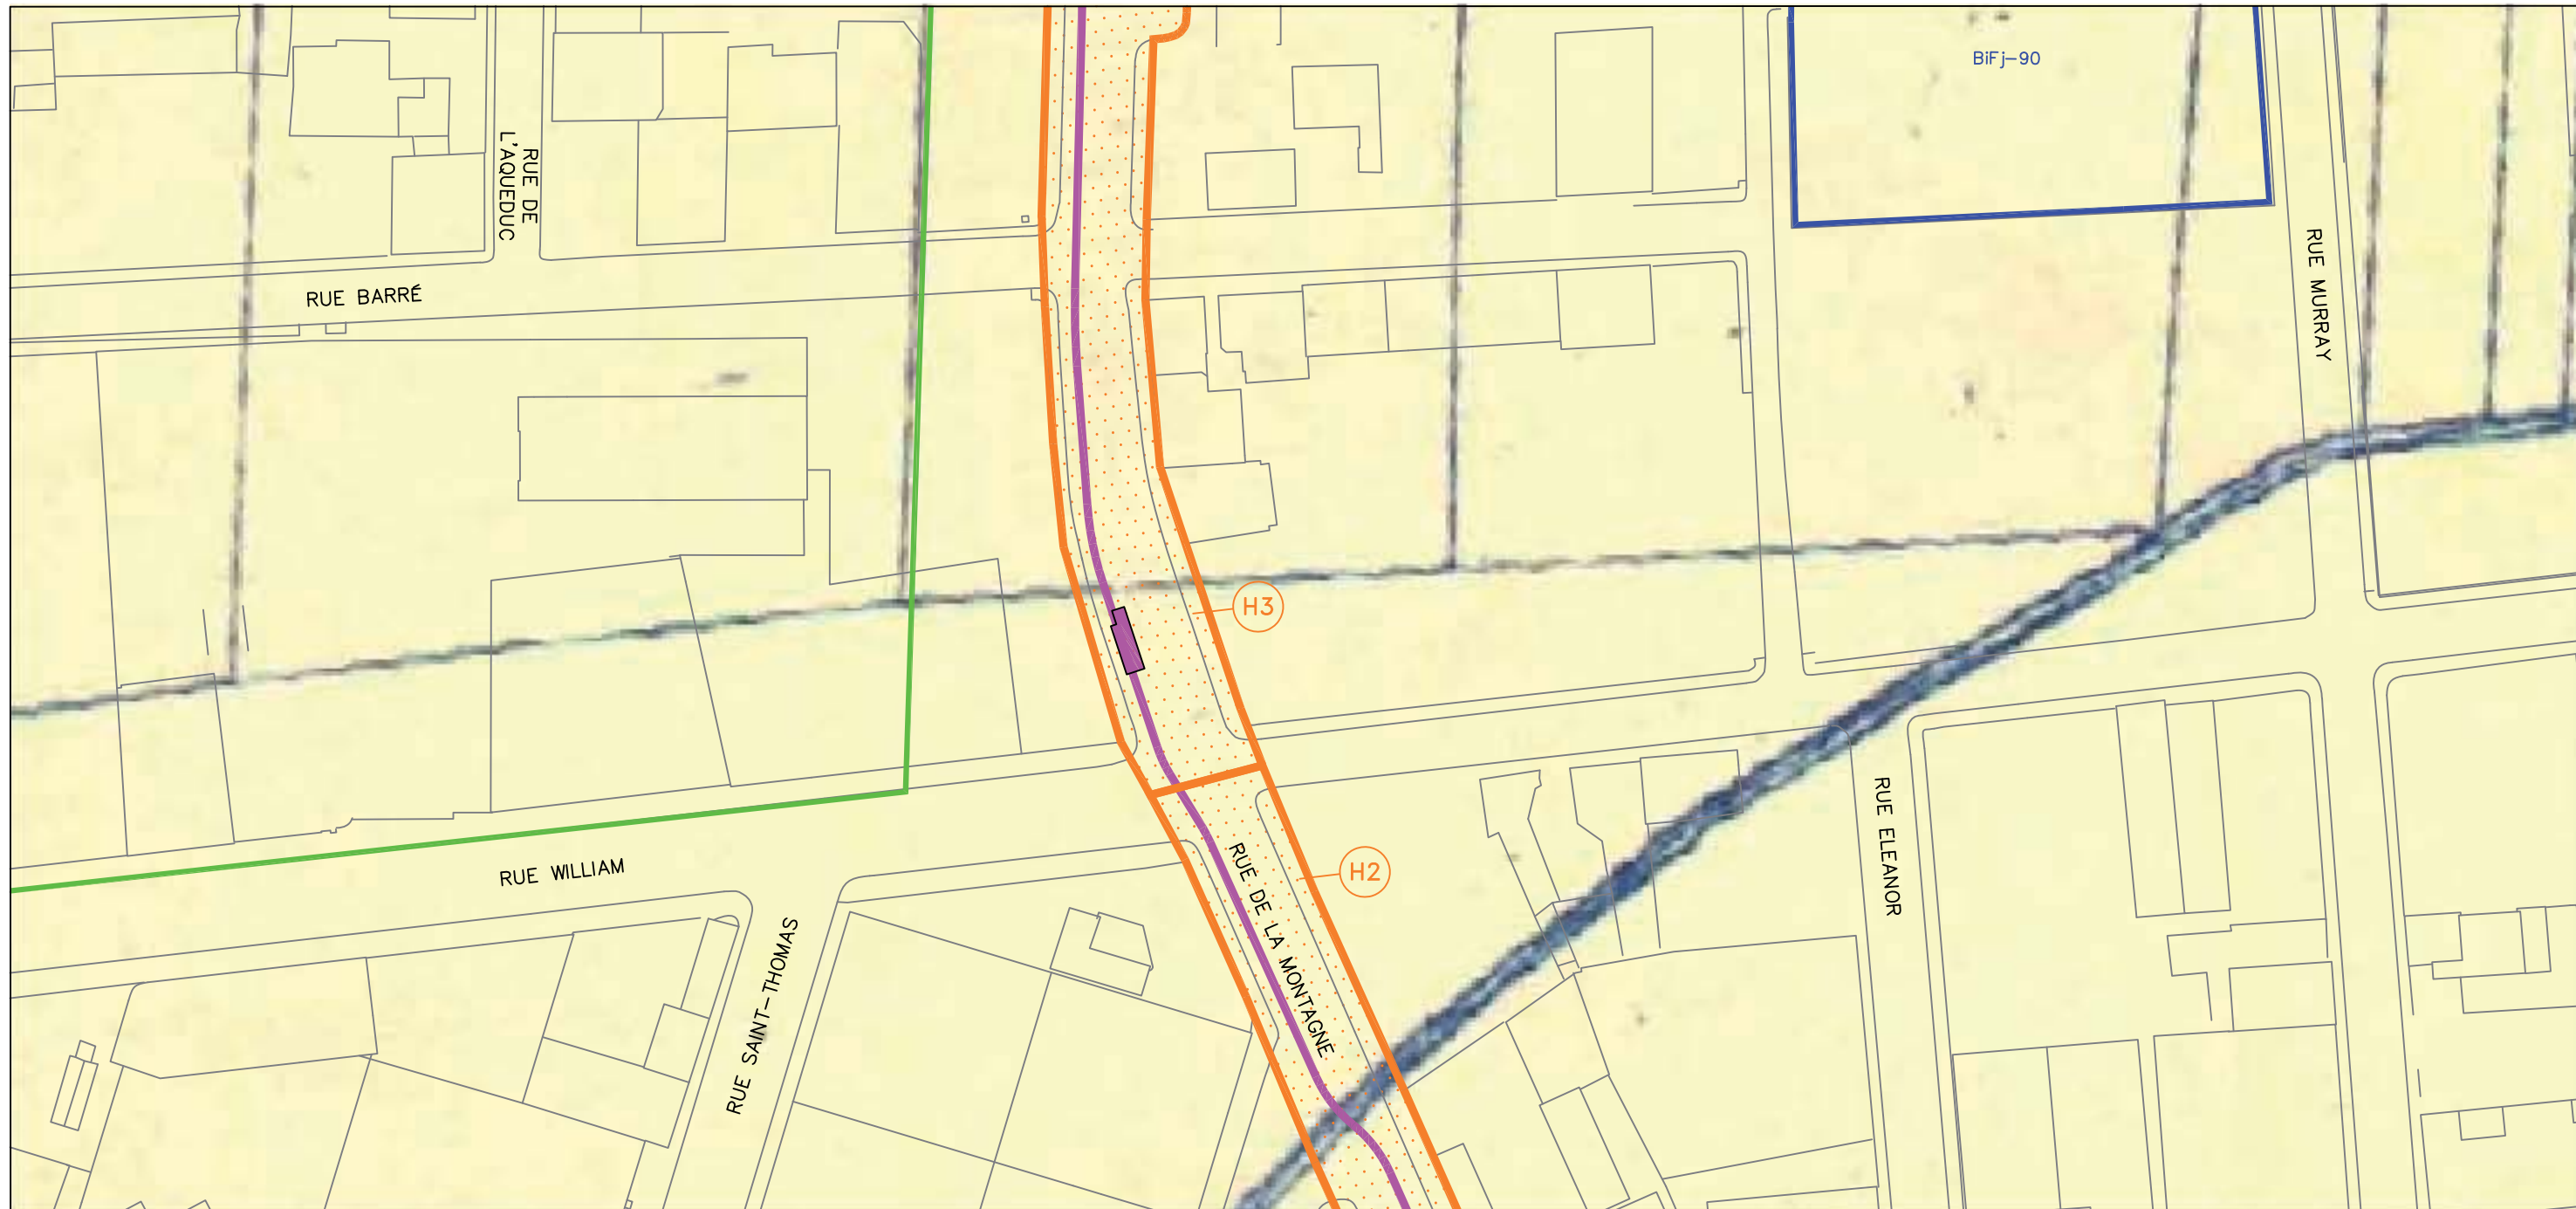 BiFj-90
RUE DE
L'AQUEDUC
RUE BARRÉ
RUE MURRAY
H3
RUE WILLIAM
H2
RUE DE LA MONTAGNE
RUE ELEANOR
RUE SAINT-THOMAS